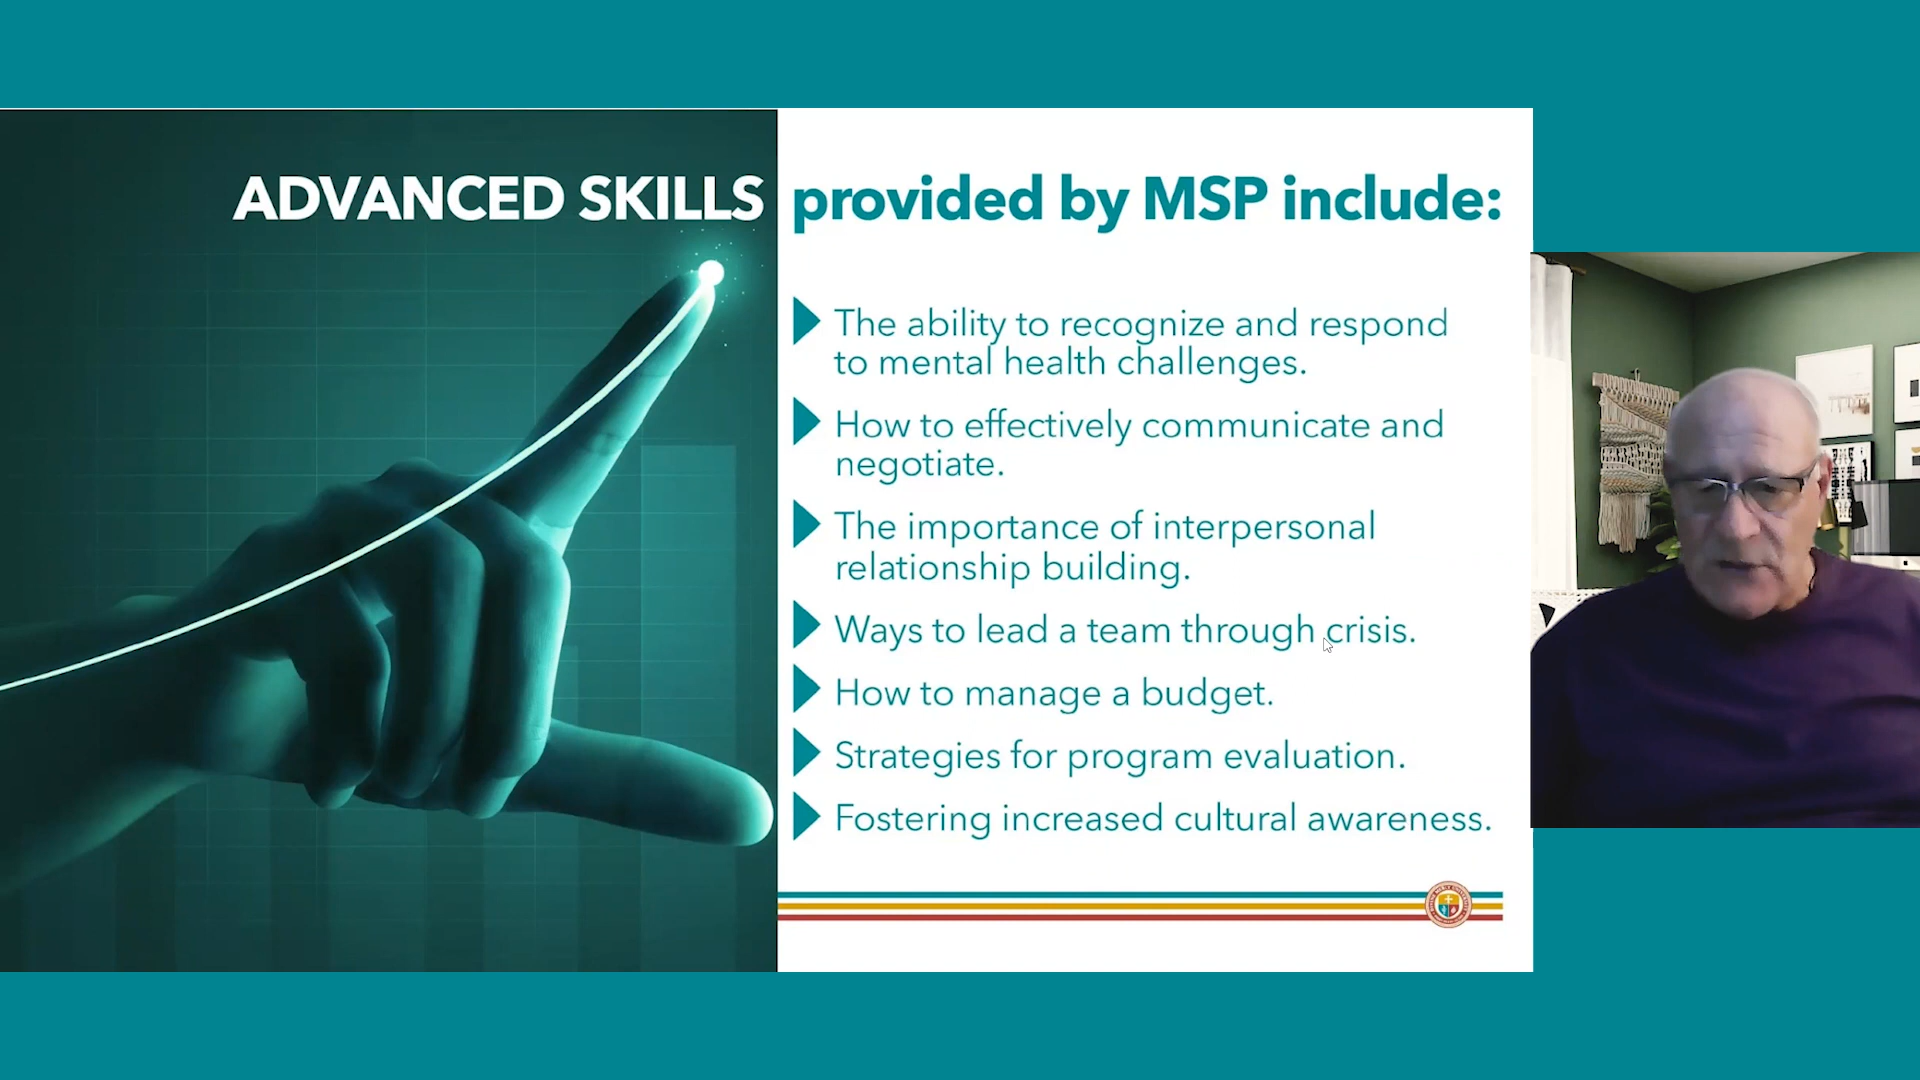 ADVANCED SKILLS provided by MSP include:
The ability to recognize and respond
to mental health challenges.
How to effectively communicate and
negotiate.
The importance of interpersonal
relationship building.
Ways to lead a team through crisis.
How to manage a budget.
Strategies for program evaluation.
Fostering increased cultural awareness.